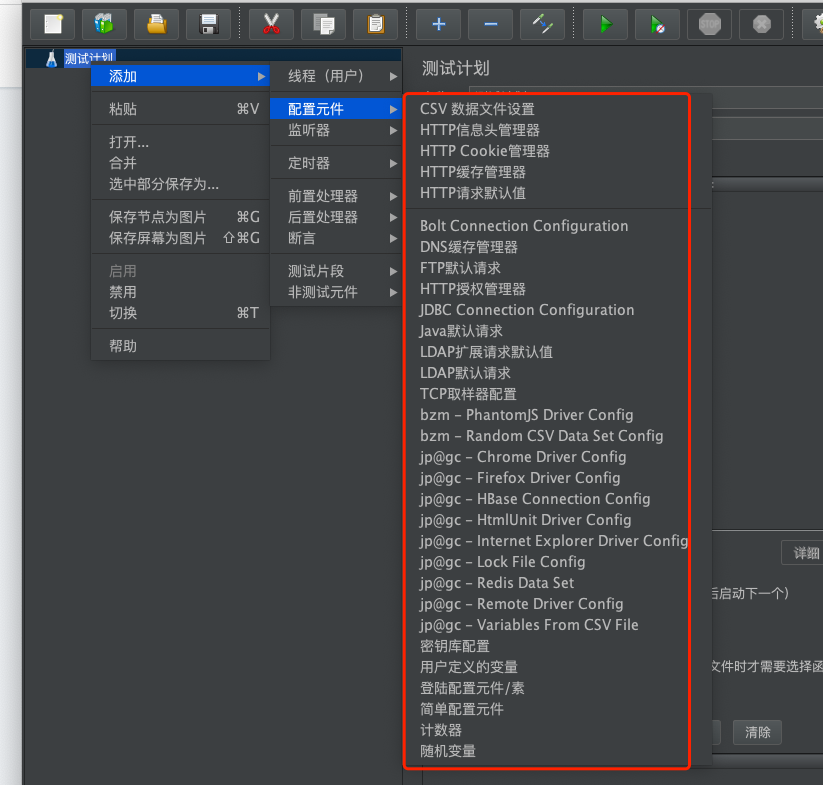 STOP
测试计划
测试计划
添加
粘贴 ⌘V
打开...
合并
选中部分保存为...
保存节点为图片 ⌘G
保存屏幕为图片 ⇧⌘G
启用
禁用
切换 ⌘T
帮助
线程（用户）
配置元件
监听器
定时器
前置处理器
后置处理器
断言
测试片段
非测试元件
CSV 数据文件设置
HTTP信息头管理器
HTTP Cookie管理器
HTTP缓存管理器
HTTP请求默认值
Bolt Connection Configuration
DNS缓存管理器
FTP默认请求
HTTP授权管理器
JDBC Connection Configuration
Java默认请求
LDAP扩展请求默认值
LDAP默认请求
TCP取样器配置
bzm - PhantomJS Driver Config
bzm - Random CSV Data Set Config
jp@gc - Chrome Driver Config
jp@gc - Firefox Driver Config
jp@gc - HBase Connection Config
jp@gc - HtmlUnit Driver Config
jp@gc - Internet Explorer Driver Config
jp@gc - Lock File Config
jp@gc - Redis Data Set
jp@gc - Remote Driver Config
jp@gc - Variables From CSV File
密钥库配置
用户定义的变量
登陆配置元件/素
简单配置元件
计数器
随机变量
详细
后启动下一个）
文件时才需要选择函
清除